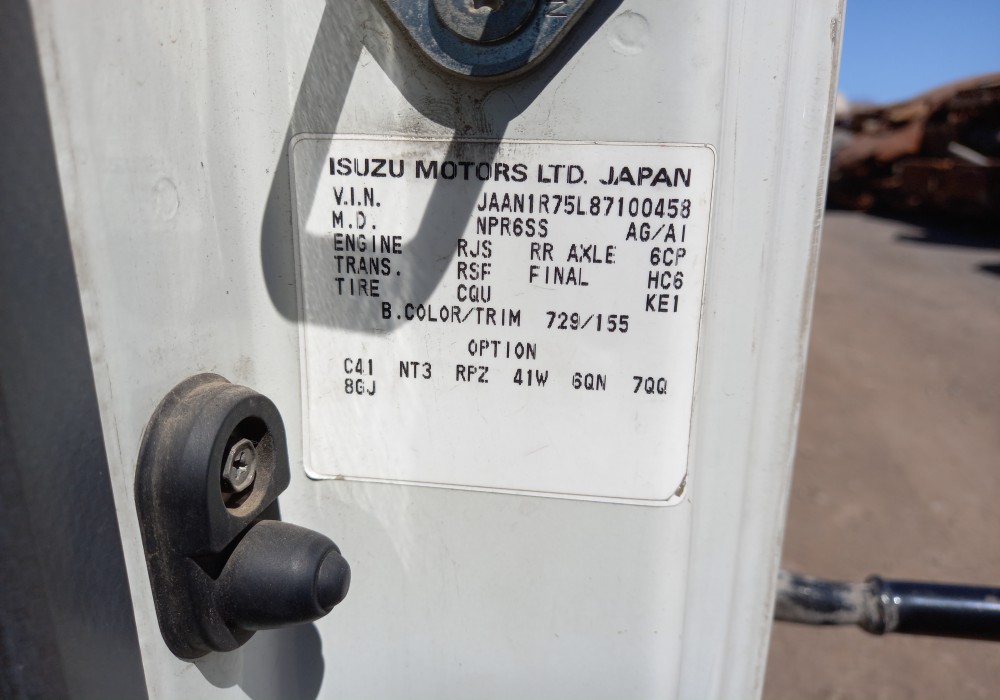 ISUZU MOTORS LTD. JAPAN
V.I.N. JAAN1R75L87100458
M.D. NPR6SS AG/AI
ENGINE RJS RR AXLE 6CP
TRANS. RSF FINAL HC6
TIRE CQU KE1
B.COLOR/TRIM 729/155
OPTION
C41 NT3 RPZ 41W 6QN 7QQ
8GJ